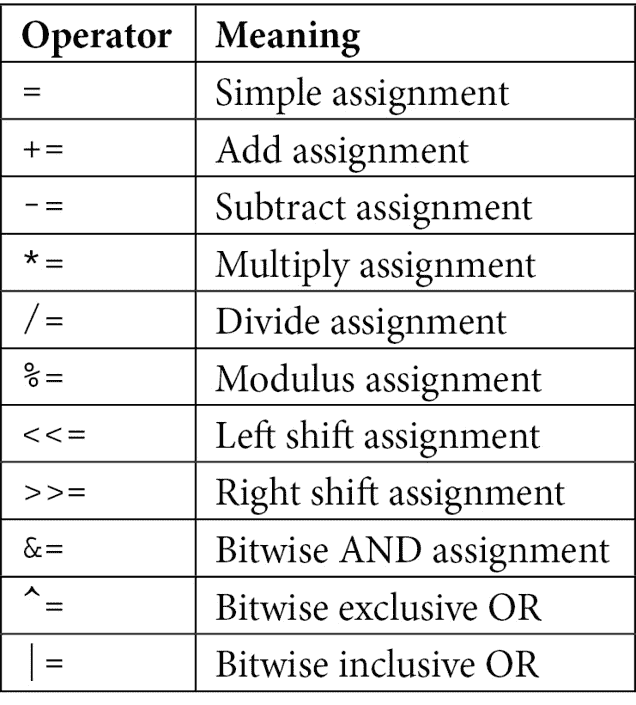 Operator Meaning
= Simple assignment
+= Add assignment
-= Subtract assignment
*= Multiply assignment
/= Divide assignment
%= Modulus assignment
<<= Left shift assignment
>>= Right shift assignment
&= Bitwise AND assignment
^= Bitwise exclusive OR
|= Bitwise inclusive OR